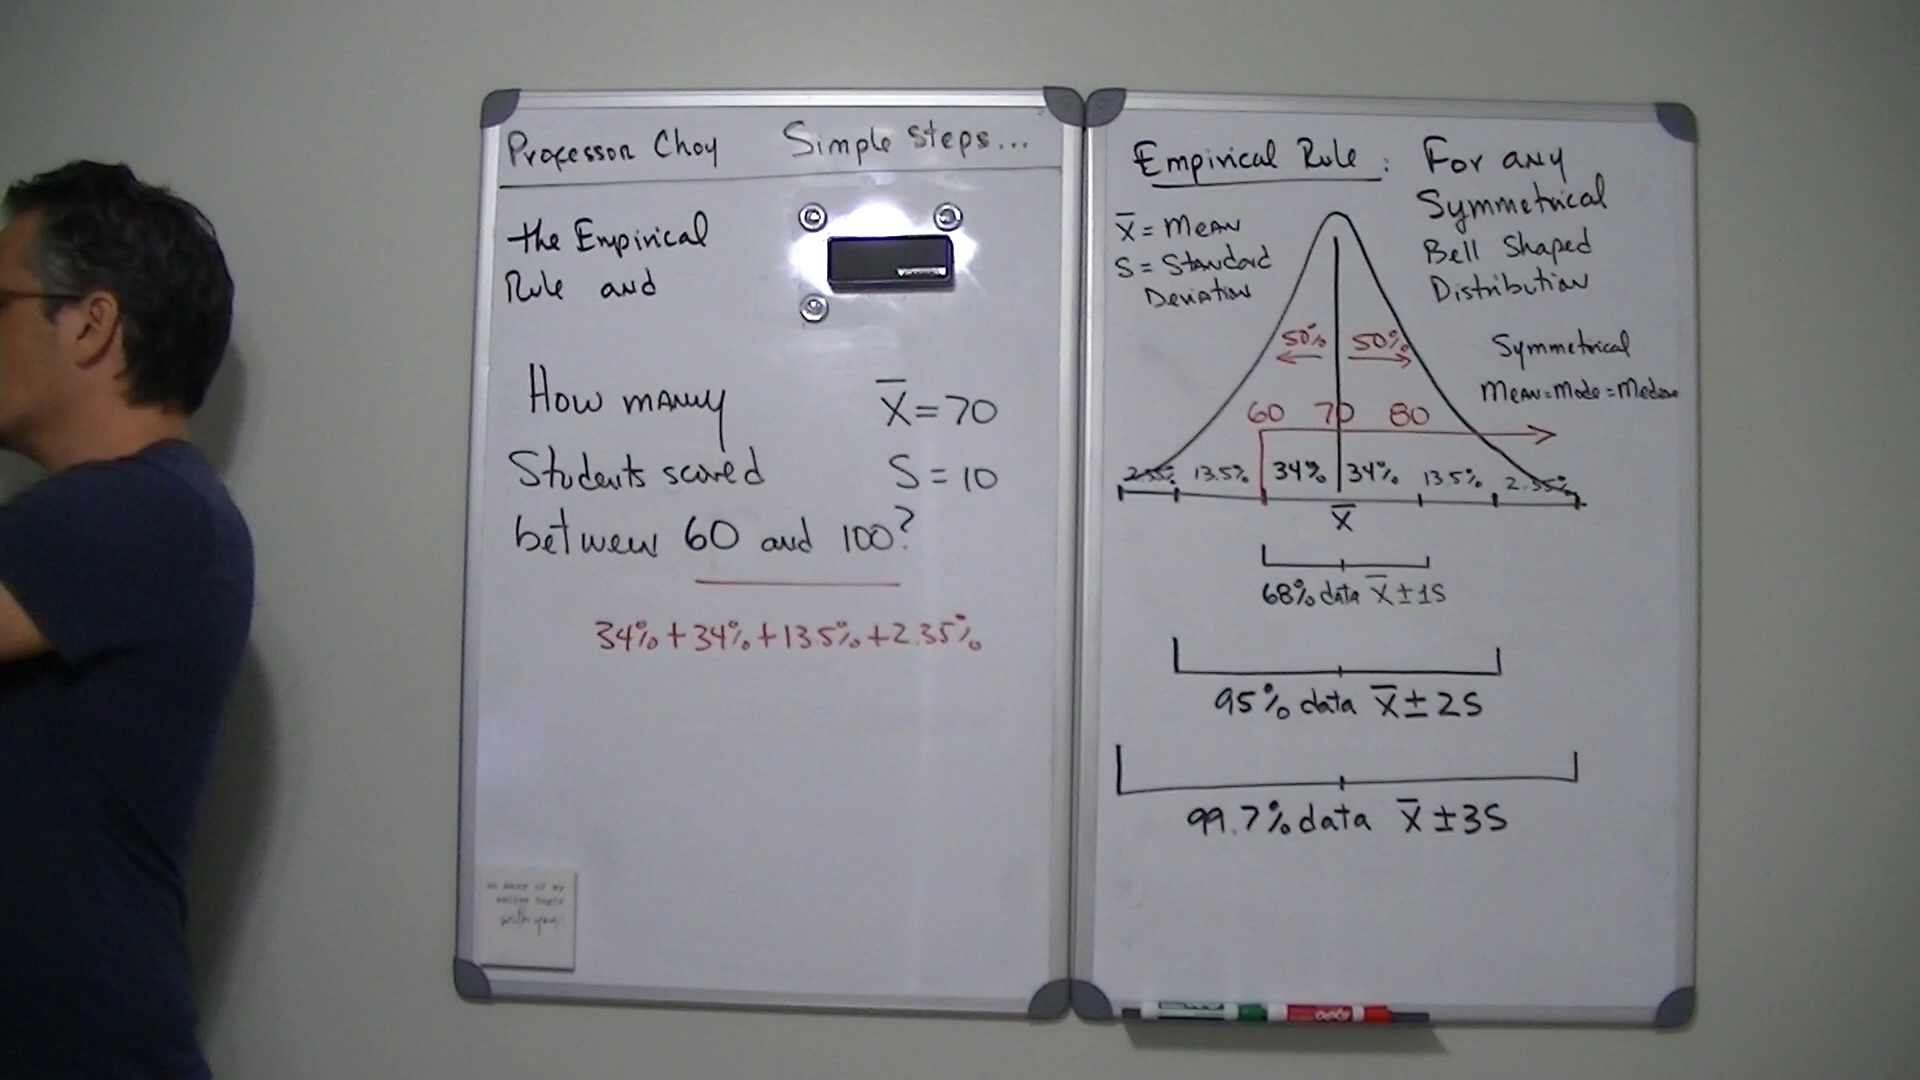 Professor Choy Simple Steps...
the Empirical
Rule and
How many
Students scored
between 60 and 100?
X̅ = 70
S = 10
34% + 34% + 13.5% + 2.35%
with you
Empirical Rule: For any
Symmetrical
Bell Shaped
Distribution
X̅ = Mean
S = Standard
Deviation
Symmetrical
Mean = Mode = Median
50% 50%
60 70 80
2.35% 13.5% 34% 34% 13.5% 2.35%
X̅
68% data X̅ ± 1S
95% data X̅ ± 2S
99.7% data X̅ ± 3S